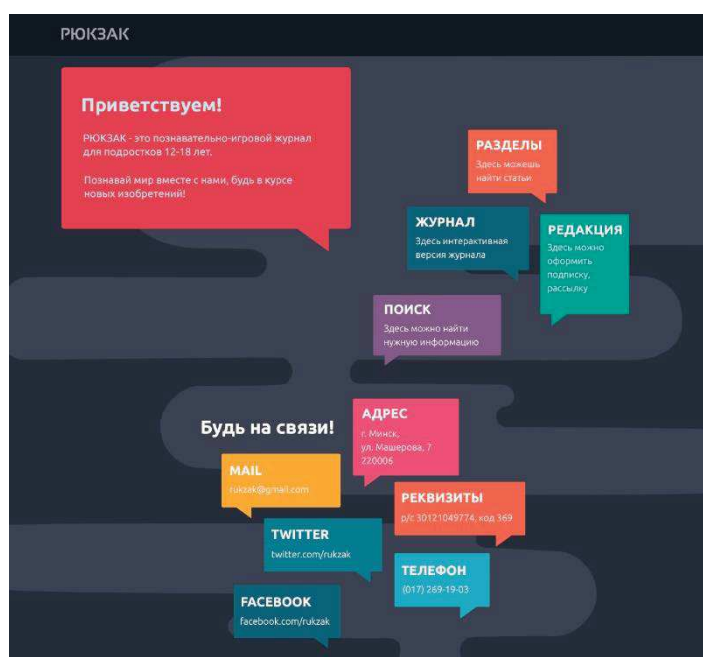 РЮКЗАК
Приветствуем!
РЮКЗАК - это познавательно-игровой журнал
для подростков 12-18 лет.
Познавай мир вместе с нами, будь в курсе
новых изобретений!
РАЗДЕЛЫ
Здесь можешь
найти статьи
ЖУРНАЛ
Здесь интерактивная
версия журнала
РЕДАКЦИЯ
Здесь можно
оформить
подписку,
рассылку
ПОИСК
Здесь можно найти
нужную информацию
Будь на связи!
АДРЕС
г. Минск,
ул. Машерова, 7
220006
MAIL
rukzak@gmail.com
РЕКВИЗИТЫ
р/с 30121049774, код 369
TWITTER
twitter.com/rukzak
ТЕЛЕФОН
(017) 269-19-03
FACEBOOK
facebook.com/rukzak